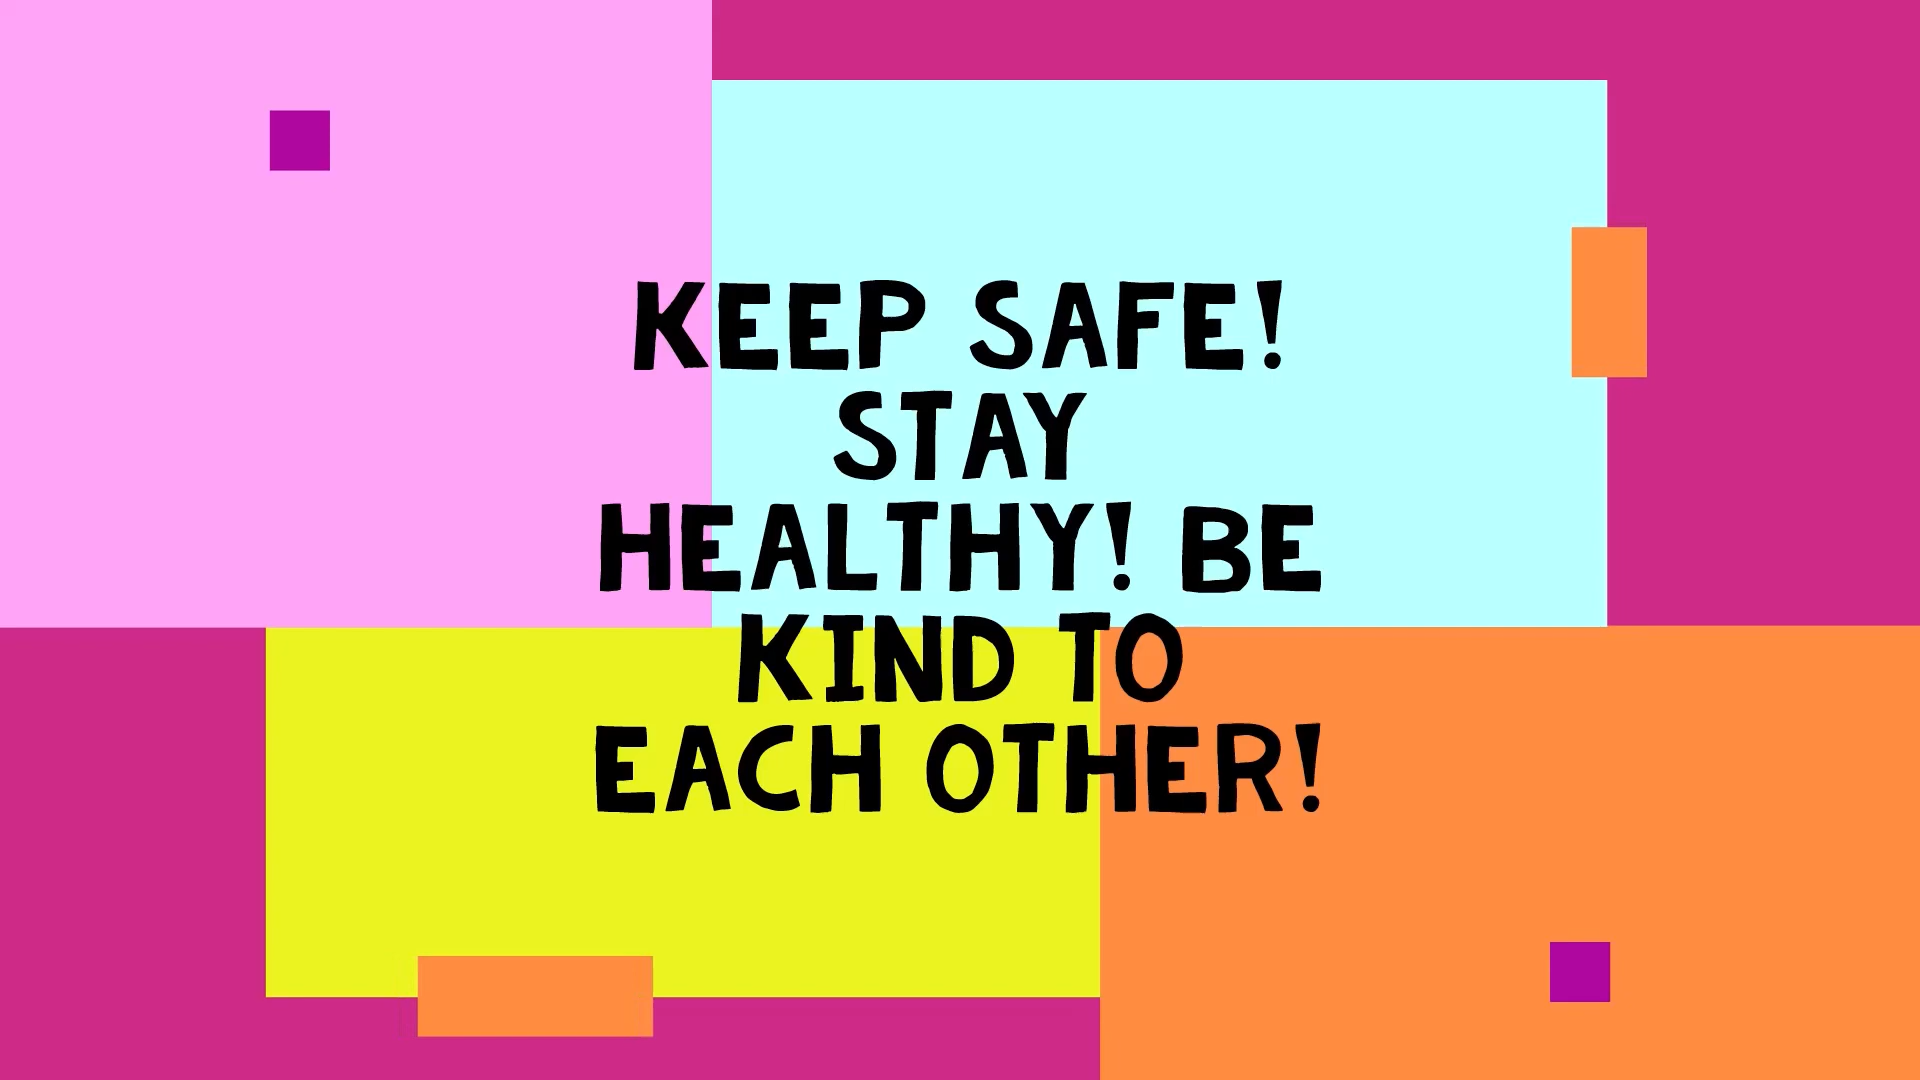 KEEP SAFE!
STAY
HEALTHY! BE
KIND TO
EACH OTHER!